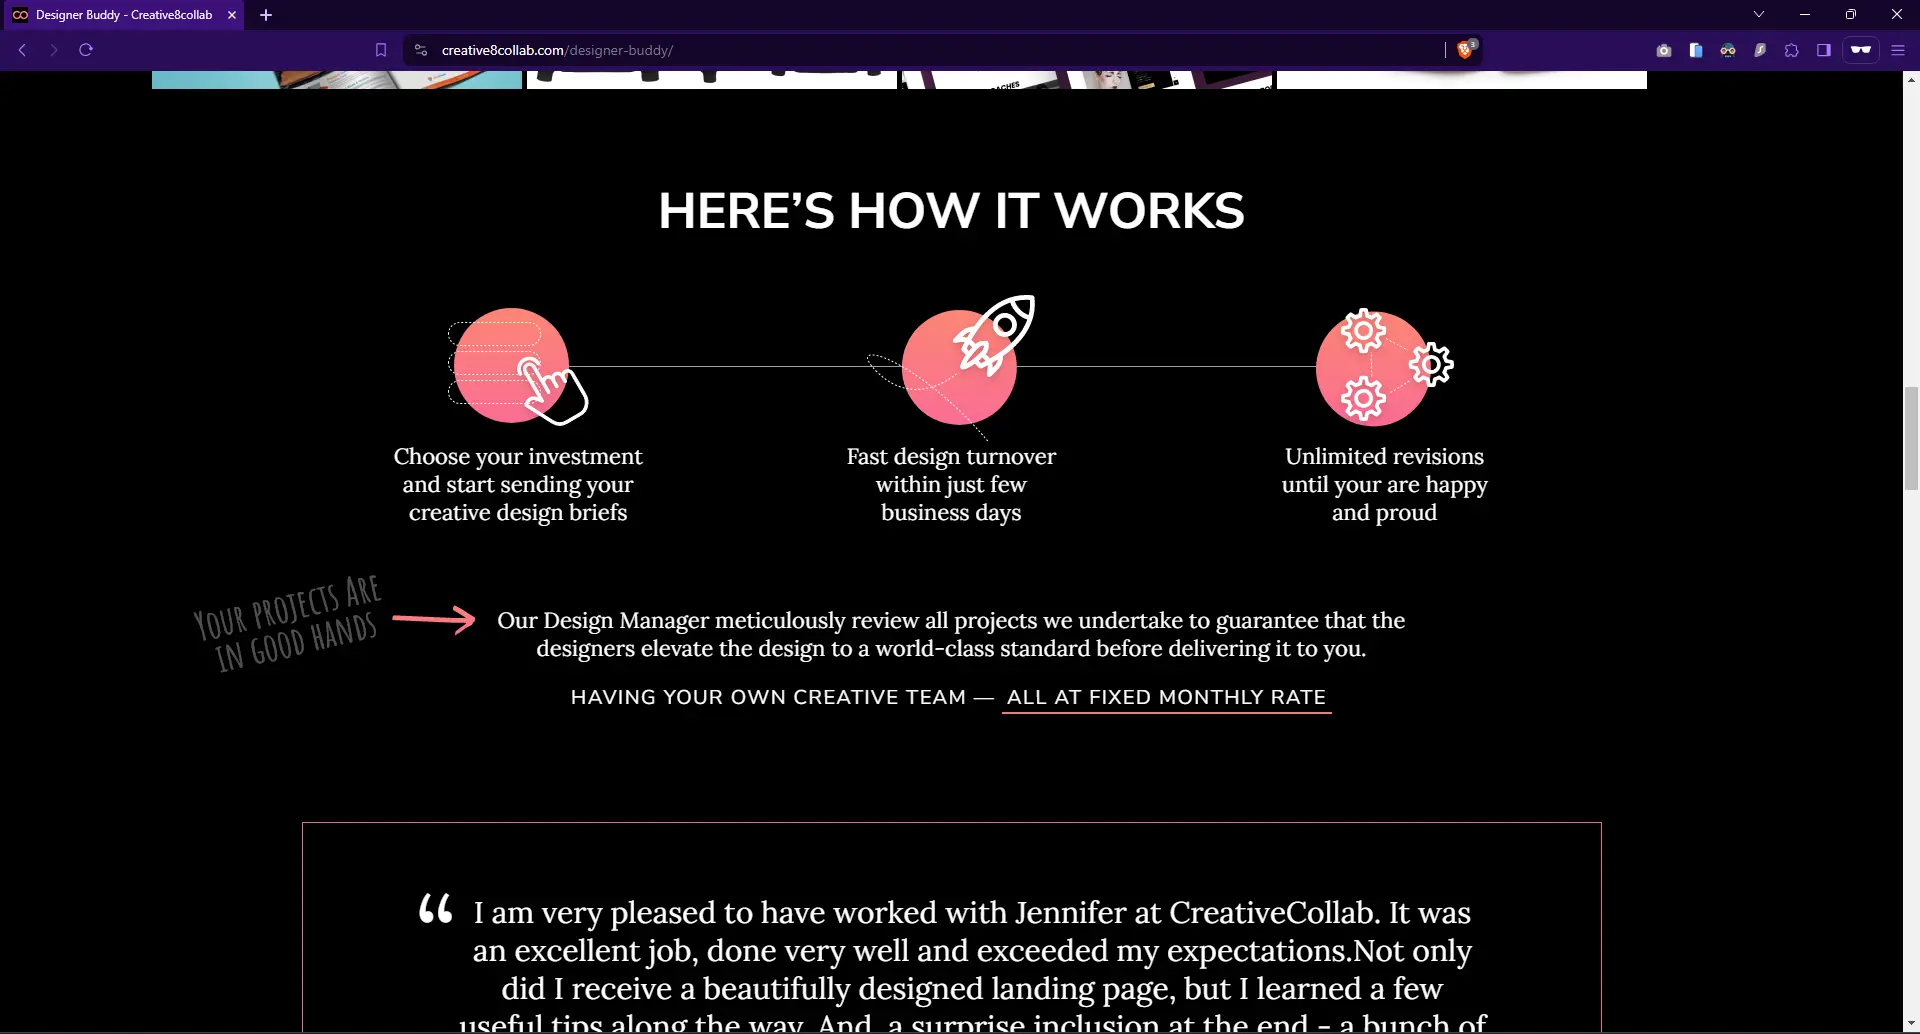 Designer Buddy - Creative8collab
creative8collab.com/designer-buddy/
3
HERE’S HOW IT WORKS
Choose your investment
and start sending your
creative design briefs
Fast design turnover
within just few
business days
Unlimited revisions
until your are happy
and proud
YOUR PROJECTS ARE
IN GOOD HANDS
Our Design Manager meticulously review all projects we undertake to guarantee that the
designers elevate the design to a world-class standard before delivering it to you.
HAVING YOUR OWN CREATIVE TEAM — ALL AT FIXED MONTHLY RATE
“ I am very pleased to have worked with Jennifer at CreativeCollab. It was
an excellent job, done very well and exceeded my expectations.Not only
did I receive a beautifully designed landing page, but I learned a few
useful tips along the way. And, a surprise inclusion at the end - a bunch of